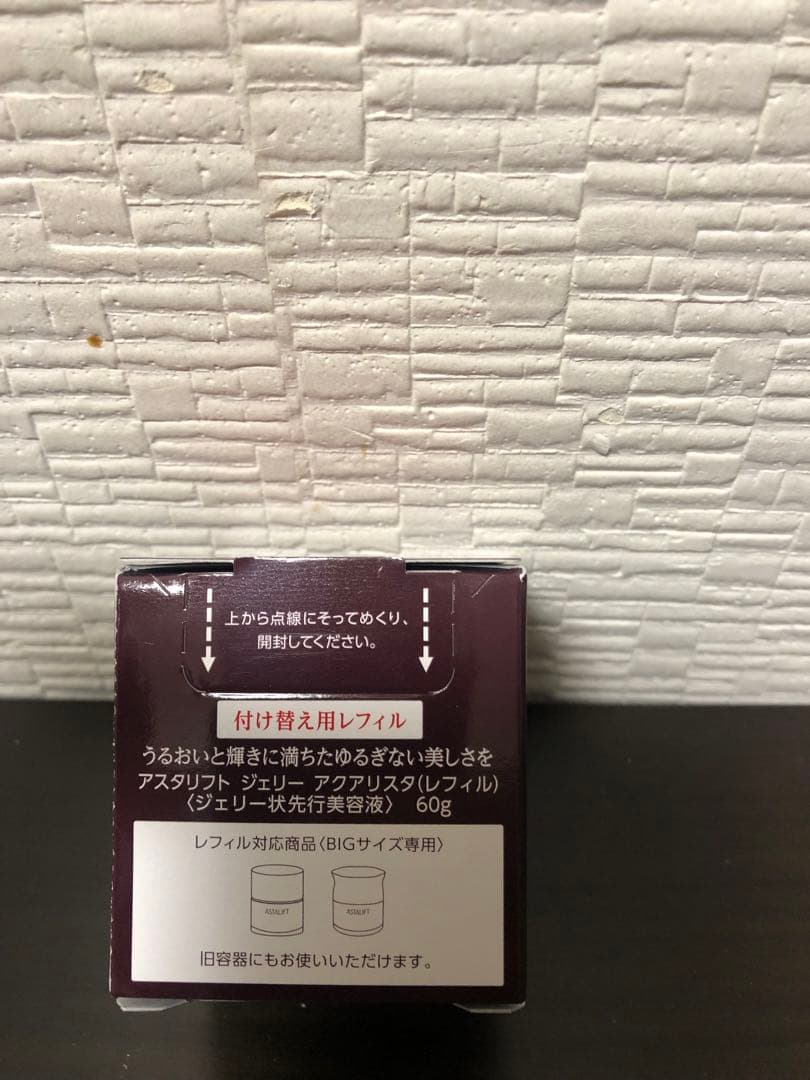 上から点線にそってめくり、
開封してください。
付け替え用レフィル
うるおいと輝きに満ちたゆるぎない美しさを
アスタリフト ジェリー アクアリスタ(レフィル)
〈ジェリー状先行美容液〉 60g
レフィル対応商品〈BIGサイズ専用〉
ASTALIFT ASTALIFT
旧容器にもお使いいただけます。